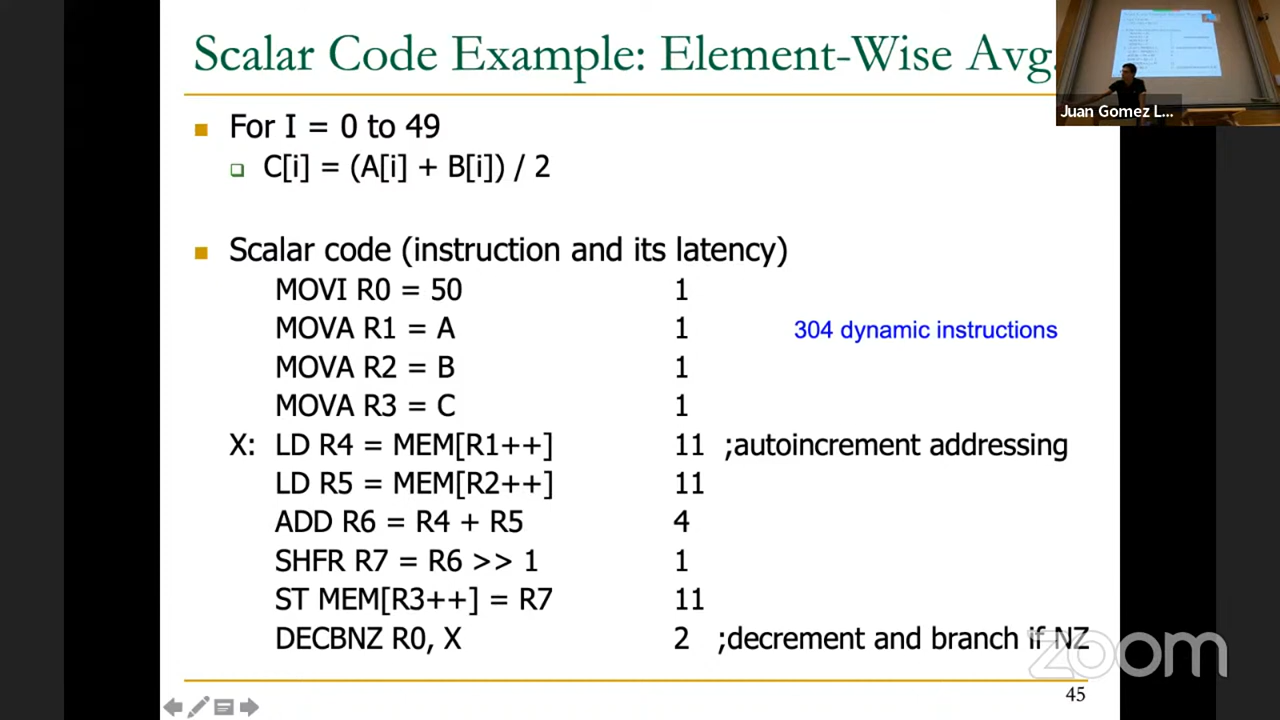 Scalar Code Example: Element-Wise Avg.
Juan Gomez L...
For I = 0 to 49
C[i] = (A[i] + B[i]) / 2
Scalar code (instruction and its latency)
MOVI R0 = 50 1
MOVA R1 = A 1 304 dynamic instructions
MOVA R2 = B 1
MOVA R3 = C 1
X: LD R4 = MEM[R1++] 11 ;autoincrement addressing
LD R5 = MEM[R2++] 11
ADD R6 = R4 + R5 4
SHFR R7 = R6 >> 1 1
ST MEM[R3++] = R7 11
DECBNZ R0, X 2 ;decrement and branch if NZ
zoom
45